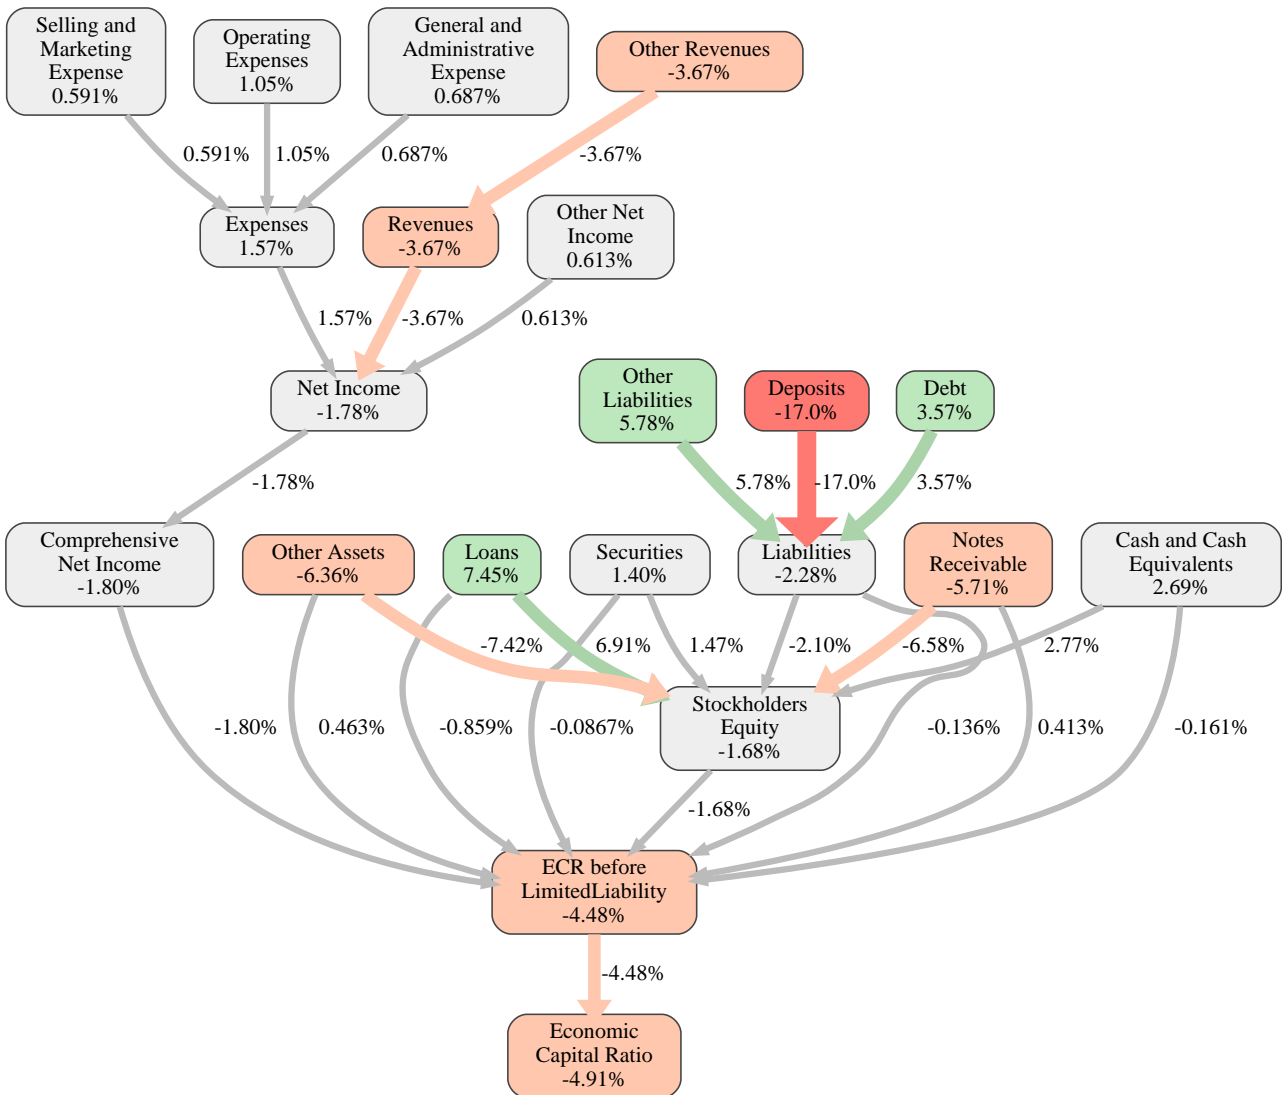 Selling and
Marketing
Expense
0.591%
Operating
Expenses
1.05%
General and
Administrative
Expense
0.687%
Other Revenues
-3.67%
0.591%
1.05%
0.687%
-3.67%
Expenses
1.57%
Revenues
-3.67%
Other Net
Income
0.613%
1.57%
-3.67%
0.613%
Net Income
-1.78%
Other
Liabilities
5.78%
Deposits
-17.0%
Debt
3.57%
-1.78%
5.78%
-17.0%
3.57%
Comprehensive
Net Income
-1.80%
Other Assets
-6.36%
Loans
7.45%
Securities
1.40%
Liabilities
-2.28%
Notes
Receivable
-5.71%
Cash and Cash
Equivalents
2.69%
-7.42%
6.91%
1.47%
-2.10%
-6.58%
2.77%
Stockholders
Equity
-1.68%
-1.80%
0.463%
-0.859%
-0.0867%
-0.136%
0.413%
-0.161%
-1.68%
ECR before
LimitedLiability
-4.48%
-4.48%
Economic
Capital Ratio
-4.91%